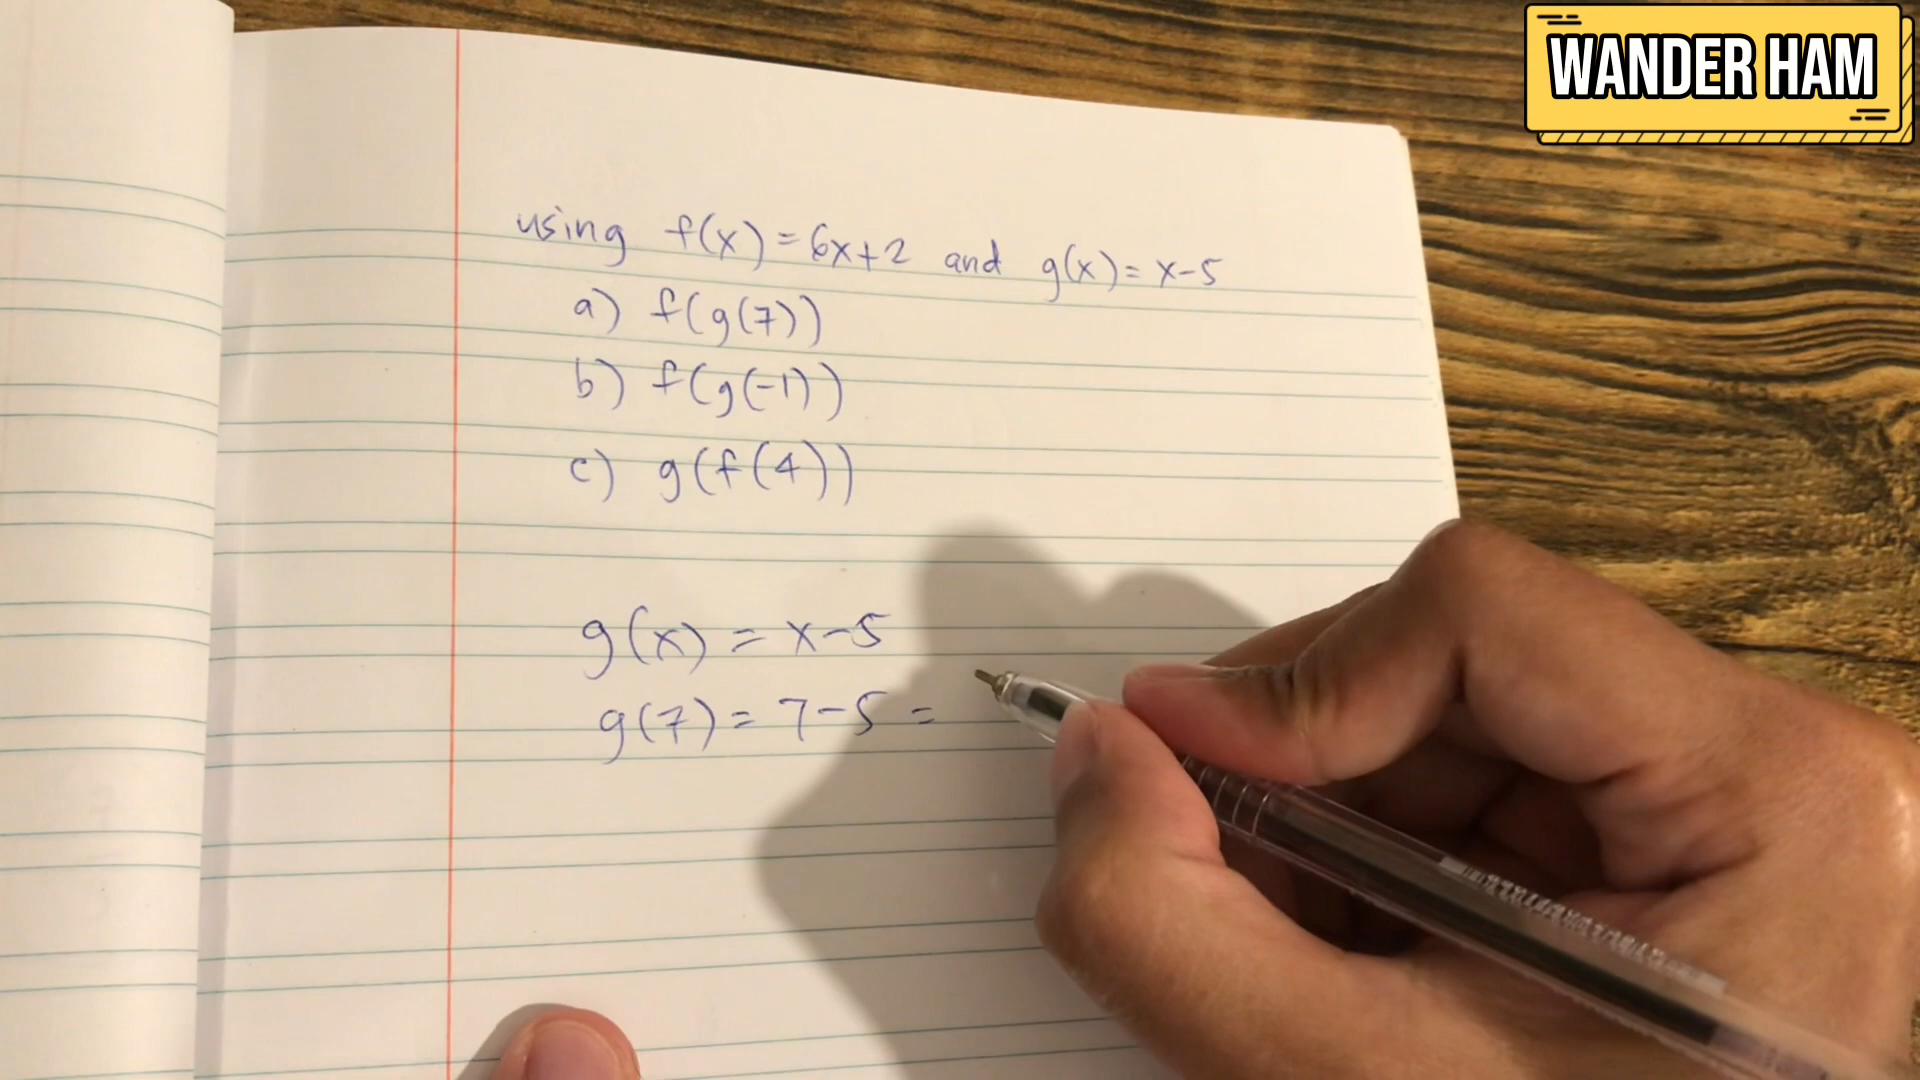 WANDER HAM
using f(x)=6x+2 and g(x)=x-5
a) f(g(7))
b) f(g(-1))
c) g(f(4))
g(x) = x-5
g(7) = 7-5 =